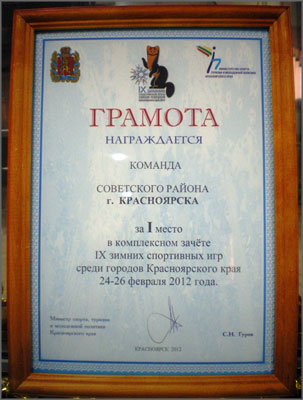 IX
ГРАМОТА
НАГРАЖДАЕТСЯ
КОМАНДА
СОВЕТСКОГО РАЙОНА
г. КРАСНОЯРСКА
за I место
в комплексном зачёте
IX зимних спортивных игр
среди городов Красноярского края
24-26 февраля 2012 года.
Министр спорта, туризма
и молодежной политики
Красноярского края
С.Н. Гуров
КРАСНОЯРСК 2012